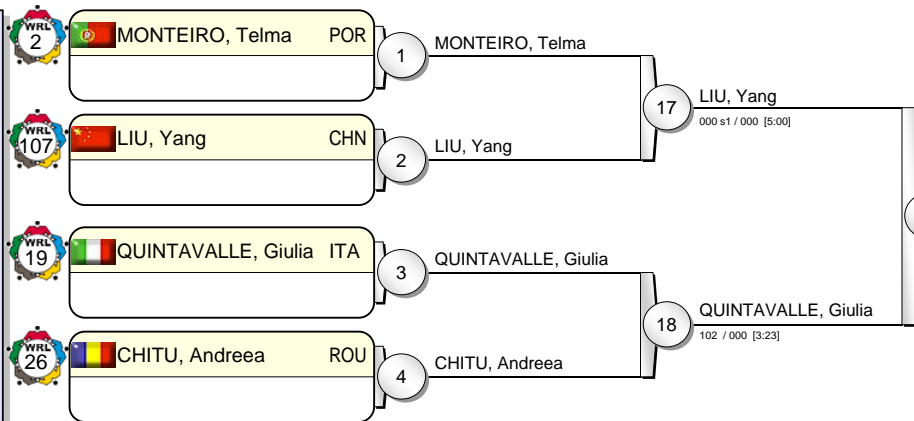 WRL
2
MONTEIRO, Telma POR
1
MONTEIRO, Telma
WRL
107
LIU, Yang CHN
2
LIU, Yang
17
LIU, Yang
000 s1 / 000 [5:00]
WRL
19
QUINTAVALLE, Giulia ITA
3
QUINTAVALLE, Giulia
WRL
26
CHITU, Andreea ROU
4
CHITU, Andreea
18
QUINTAVALLE, Giulia
102 / 000 [3:23]